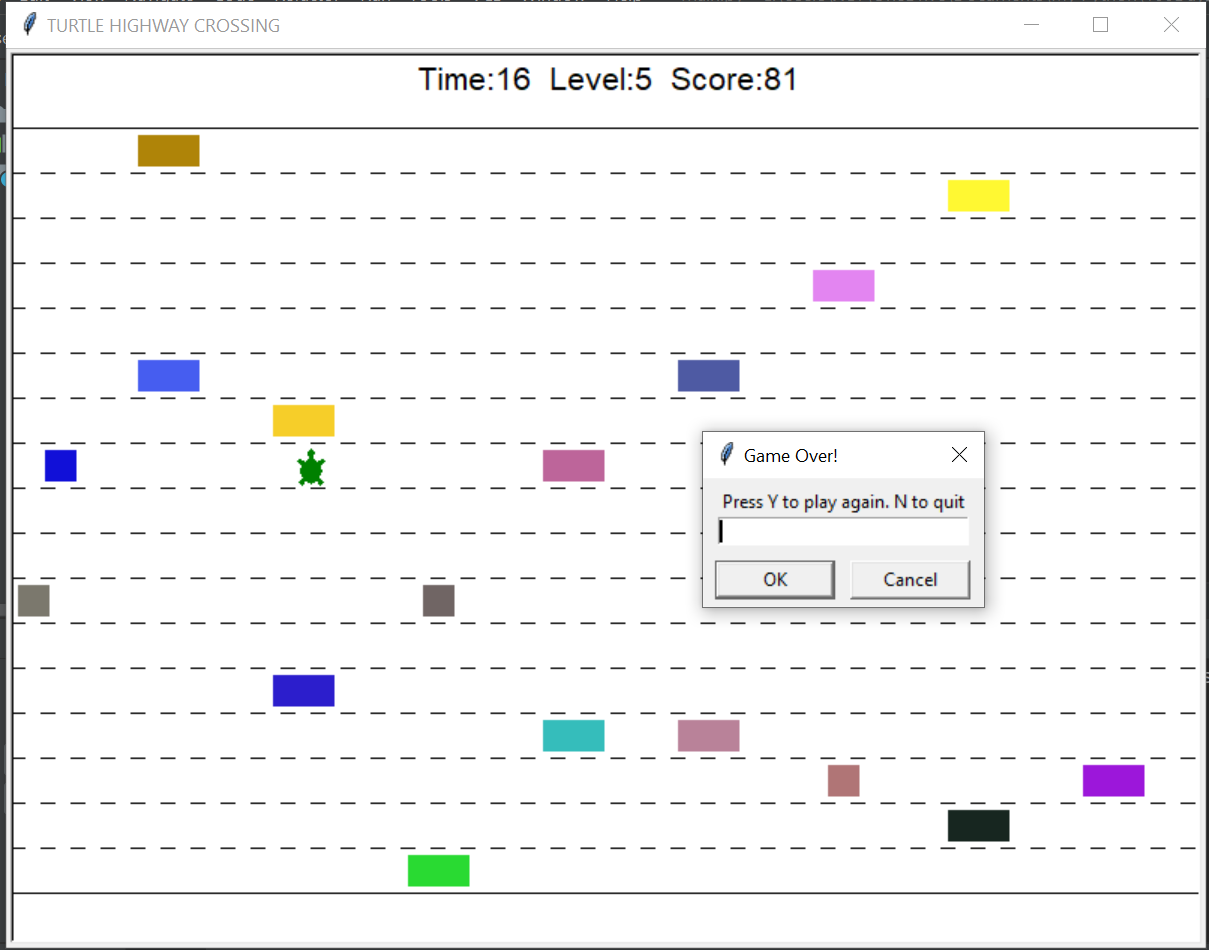 TURTLE HIGHWAY CROSSING
Time:16 Level:5 Score:81
Game Over!
Press Y to play again. N to quit
OK
Cancel